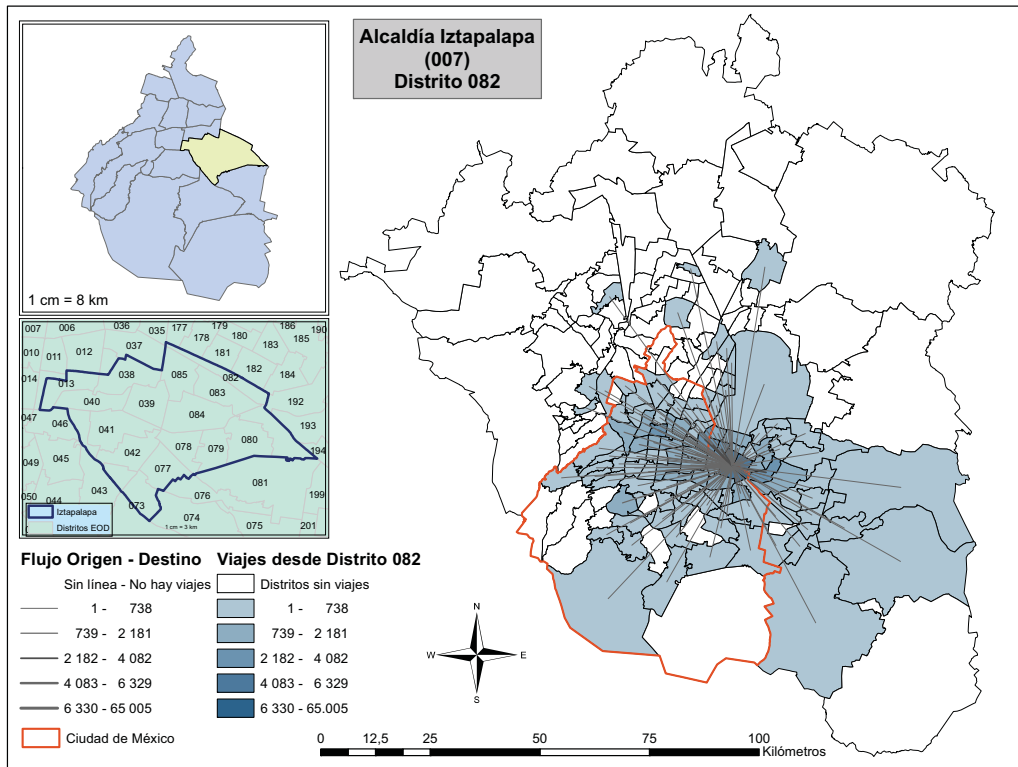 Alcaldía Iztapalapa
(007)
Distrito 082
1 cm = 8 km
007
006
036
035
177
179
186
190
010
011
012
037
178
180
183
185
181
014
013
038
085
082
182
184
083
040
039
192
047
046
084
041
193
078
079
080
194
049
045
042
077
081
043
199
050
044
073
076
074
075
201
Iztapalapa
Distritos EOD
1 cm = 3 km
Flujo Origen - Destino
Sin línea - No hay viajes
1 - 738
739 - 2 181
2 182 - 4 082
4 083 - 6 329
6 330 - 65 005
Ciudad de México
Viajes desde Distrito 082
Distritos sin viajes
1 - 738
739 - 2 181
2 182 - 4 082
4 083 - 6 329
6 330 - 65.005
N
W
E
S
0 12,5 25 50 75 100
Kilómetros